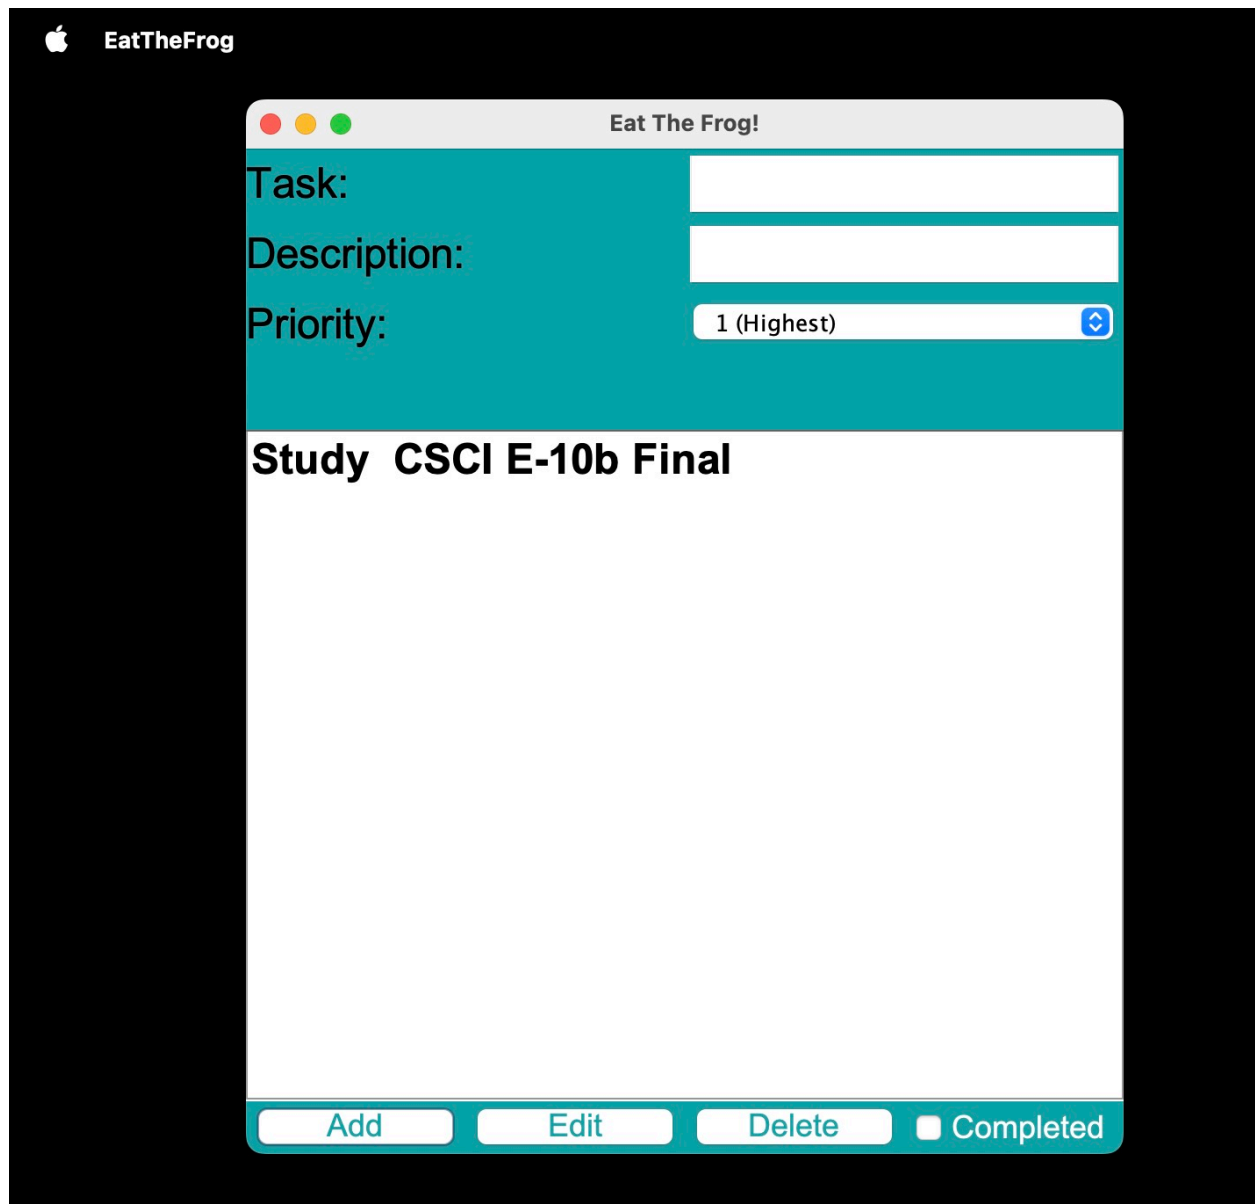 EatTheFrog
Eat The Frog!
Task:
Description:
Priority:
1 (Highest)
Study  CSCI E-10b Final
Add
Edit
Delete
Completed